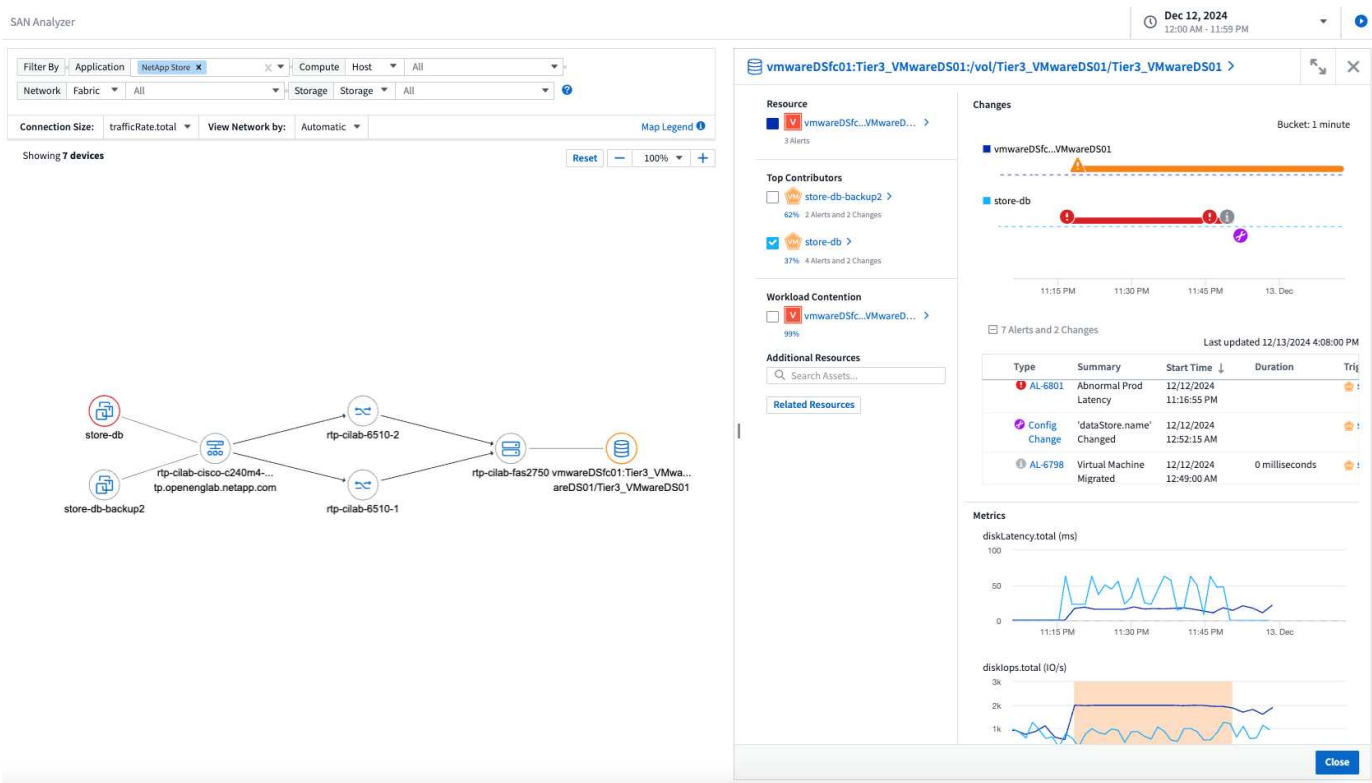 SAN Analyzer
Dec 12, 2024
12:00 AM - 11:59 PM
Filter By Application NetApp Store x Compute Host All
Network Fabric All Storage Storage All
Connection Size: trafficRate.total View Network by: Automatic Map Legend
Showing 7 devices
Reset 100%
store-db
store-db-backup2
rtp-cilab-cisco-c240m4-...
tp.openenglab.netapp.com
rtp-cilab-6510-2
rtp-cilab-6510-1
rtp-cilab-fas2750
vmwareDSfc01:Tier3_VMwa...
areDS01/Tier3_VMwareDS01
vmwareDSfc01:Tier3_VMwareDS01:/vol/Tier3_VMwareDS01/Tier3_VMwareDS01
Resource
V vmwareDSfc...VMwareD...
3 Alerts
Top Contributors
VM store-db-backup2
62% 2 Alerts and 2 Changes
VM store-db
37% 4 Alerts and 2 Changes
Workload Contention
V vmwareDSfc...VMwareD...
99%
Additional Resources
Search Assets...
Related Resources
Changes
Bucket: 1 minute
vmwareDSfc...VMwareDS01
store-db
11:15 PM 11:30 PM 11:45 PM 13. Dec
7 Alerts and 2 Changes
Last updated 12/13/2024 4:08:00 PM
Type Summary Start Time ↓ Duration Trig
AL-6801 Abnormal Prod Latency 12/12/2024 11:16:55 PM
Config Change 'dataStore.name' Changed 12/12/2024 12:52:15 AM
AL-6798 Virtual Machine Migrated 12/12/2024 12:49:00 AM 0 milliseconds
Metrics
diskLatency.total (ms)
100
50
0
11:15 PM 11:30 PM 11:45 PM 13. Dec
diskIops.total (IO/s)
3k
2k
1k
Close